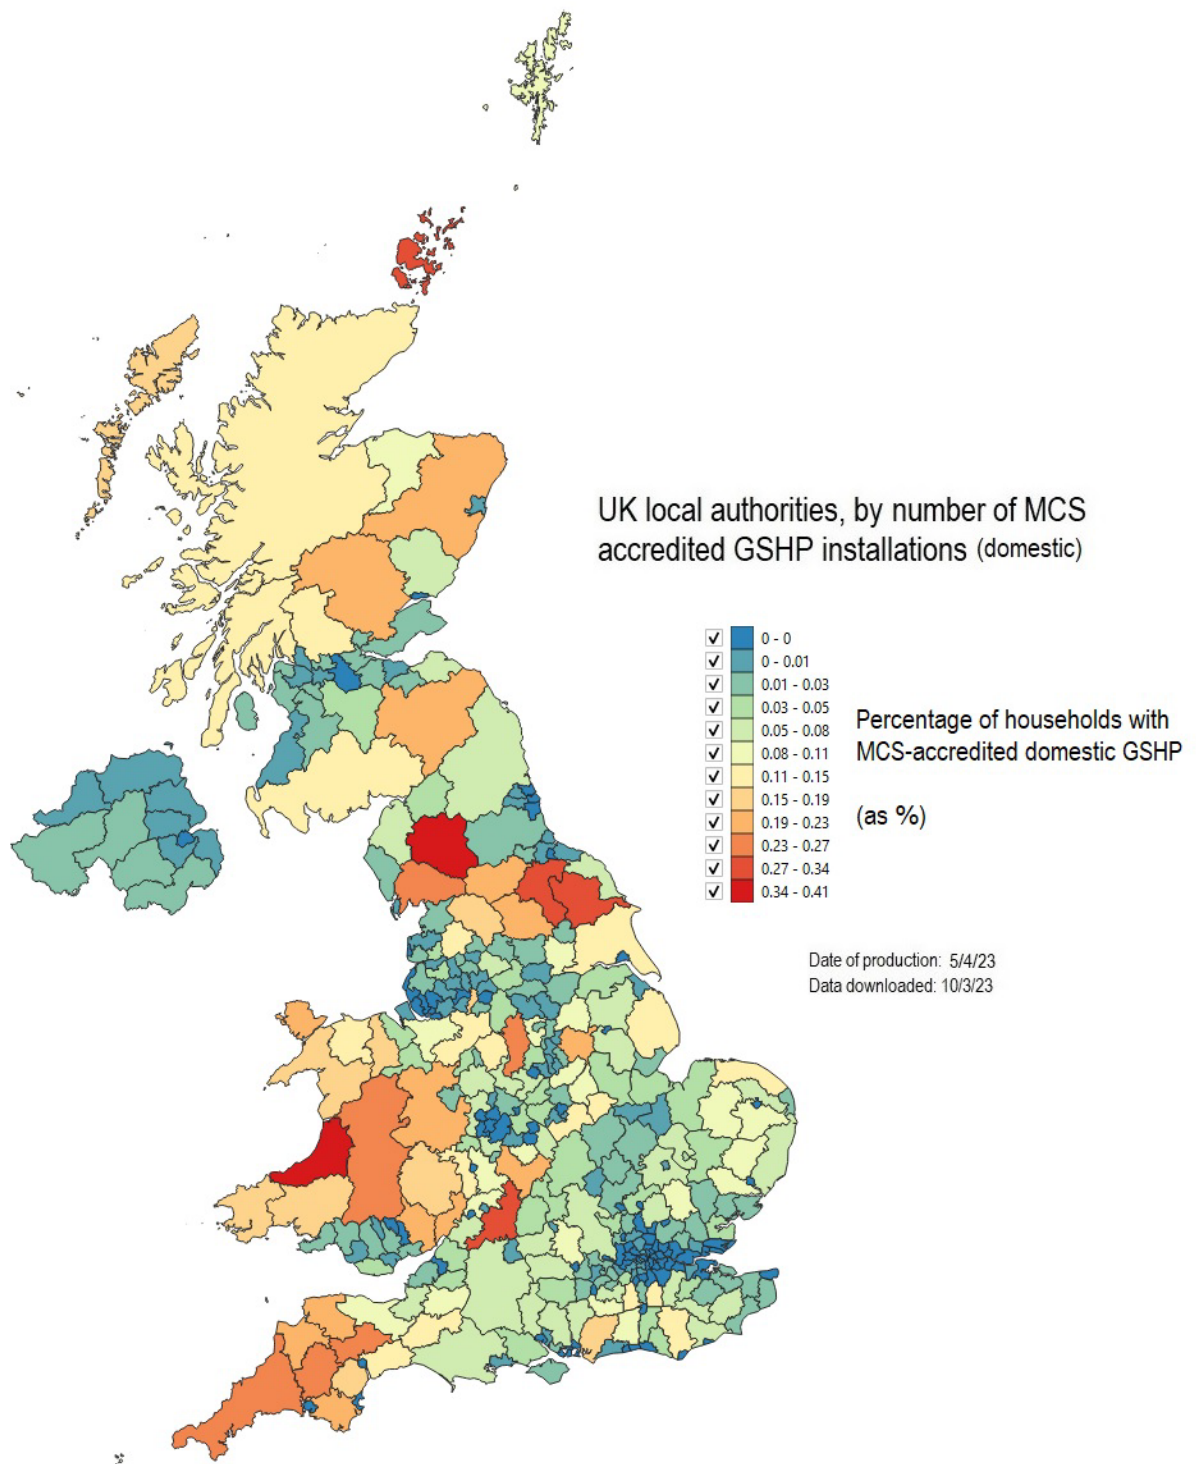 UK local authorities, by number of MCS
accredited GSHP installations (domestic)
0 - 0
0 - 0.01
0.01 - 0.03
0.03 - 0.05
0.05 - 0.08
0.08 - 0.11
0.11 - 0.15
0.15 - 0.19
0.19 - 0.23
0.23 - 0.27
0.27 - 0.34
0.34 - 0.41
Percentage of households with
MCS-accredited domestic GSHP
(as %)
Date of production: 5/4/23
Data downloaded: 10/3/23